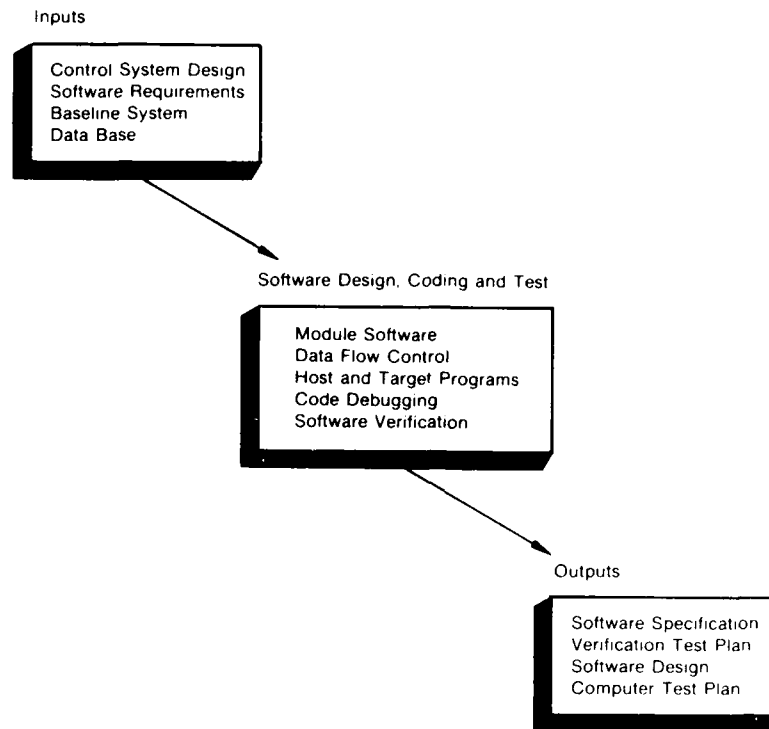 Inputs
Control System Design
Software Requirements
Baseline System
Data Base
Software Design, Coding and Test
Module Software
Data Flow Control
Host and Target Programs
Code Debugging
Software Verification
Outputs
Software Specification
Verification Test Plan
Software Design
Computer Test Plan